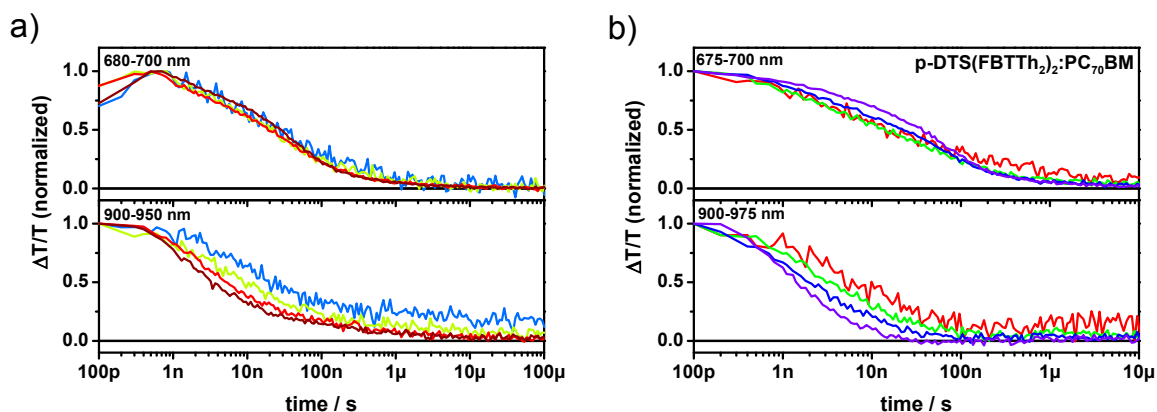 a)
680-700 nm
1.0
0.5
0.0
900-950 nm
1.0
0.5
0.0
ΔT/T (normalized)
100p 1n 10n 100n 1µ 10µ 100µ
time / s
b)
675-700 nm
p-DTS(FBTTh₂)₂:PC₇₀BM
1.0
0.5
0.0
900-975 nm
1.0
0.5
0.0
ΔT/T (normalized)
100p 1n 10n 100n 1µ 10µ
time / s